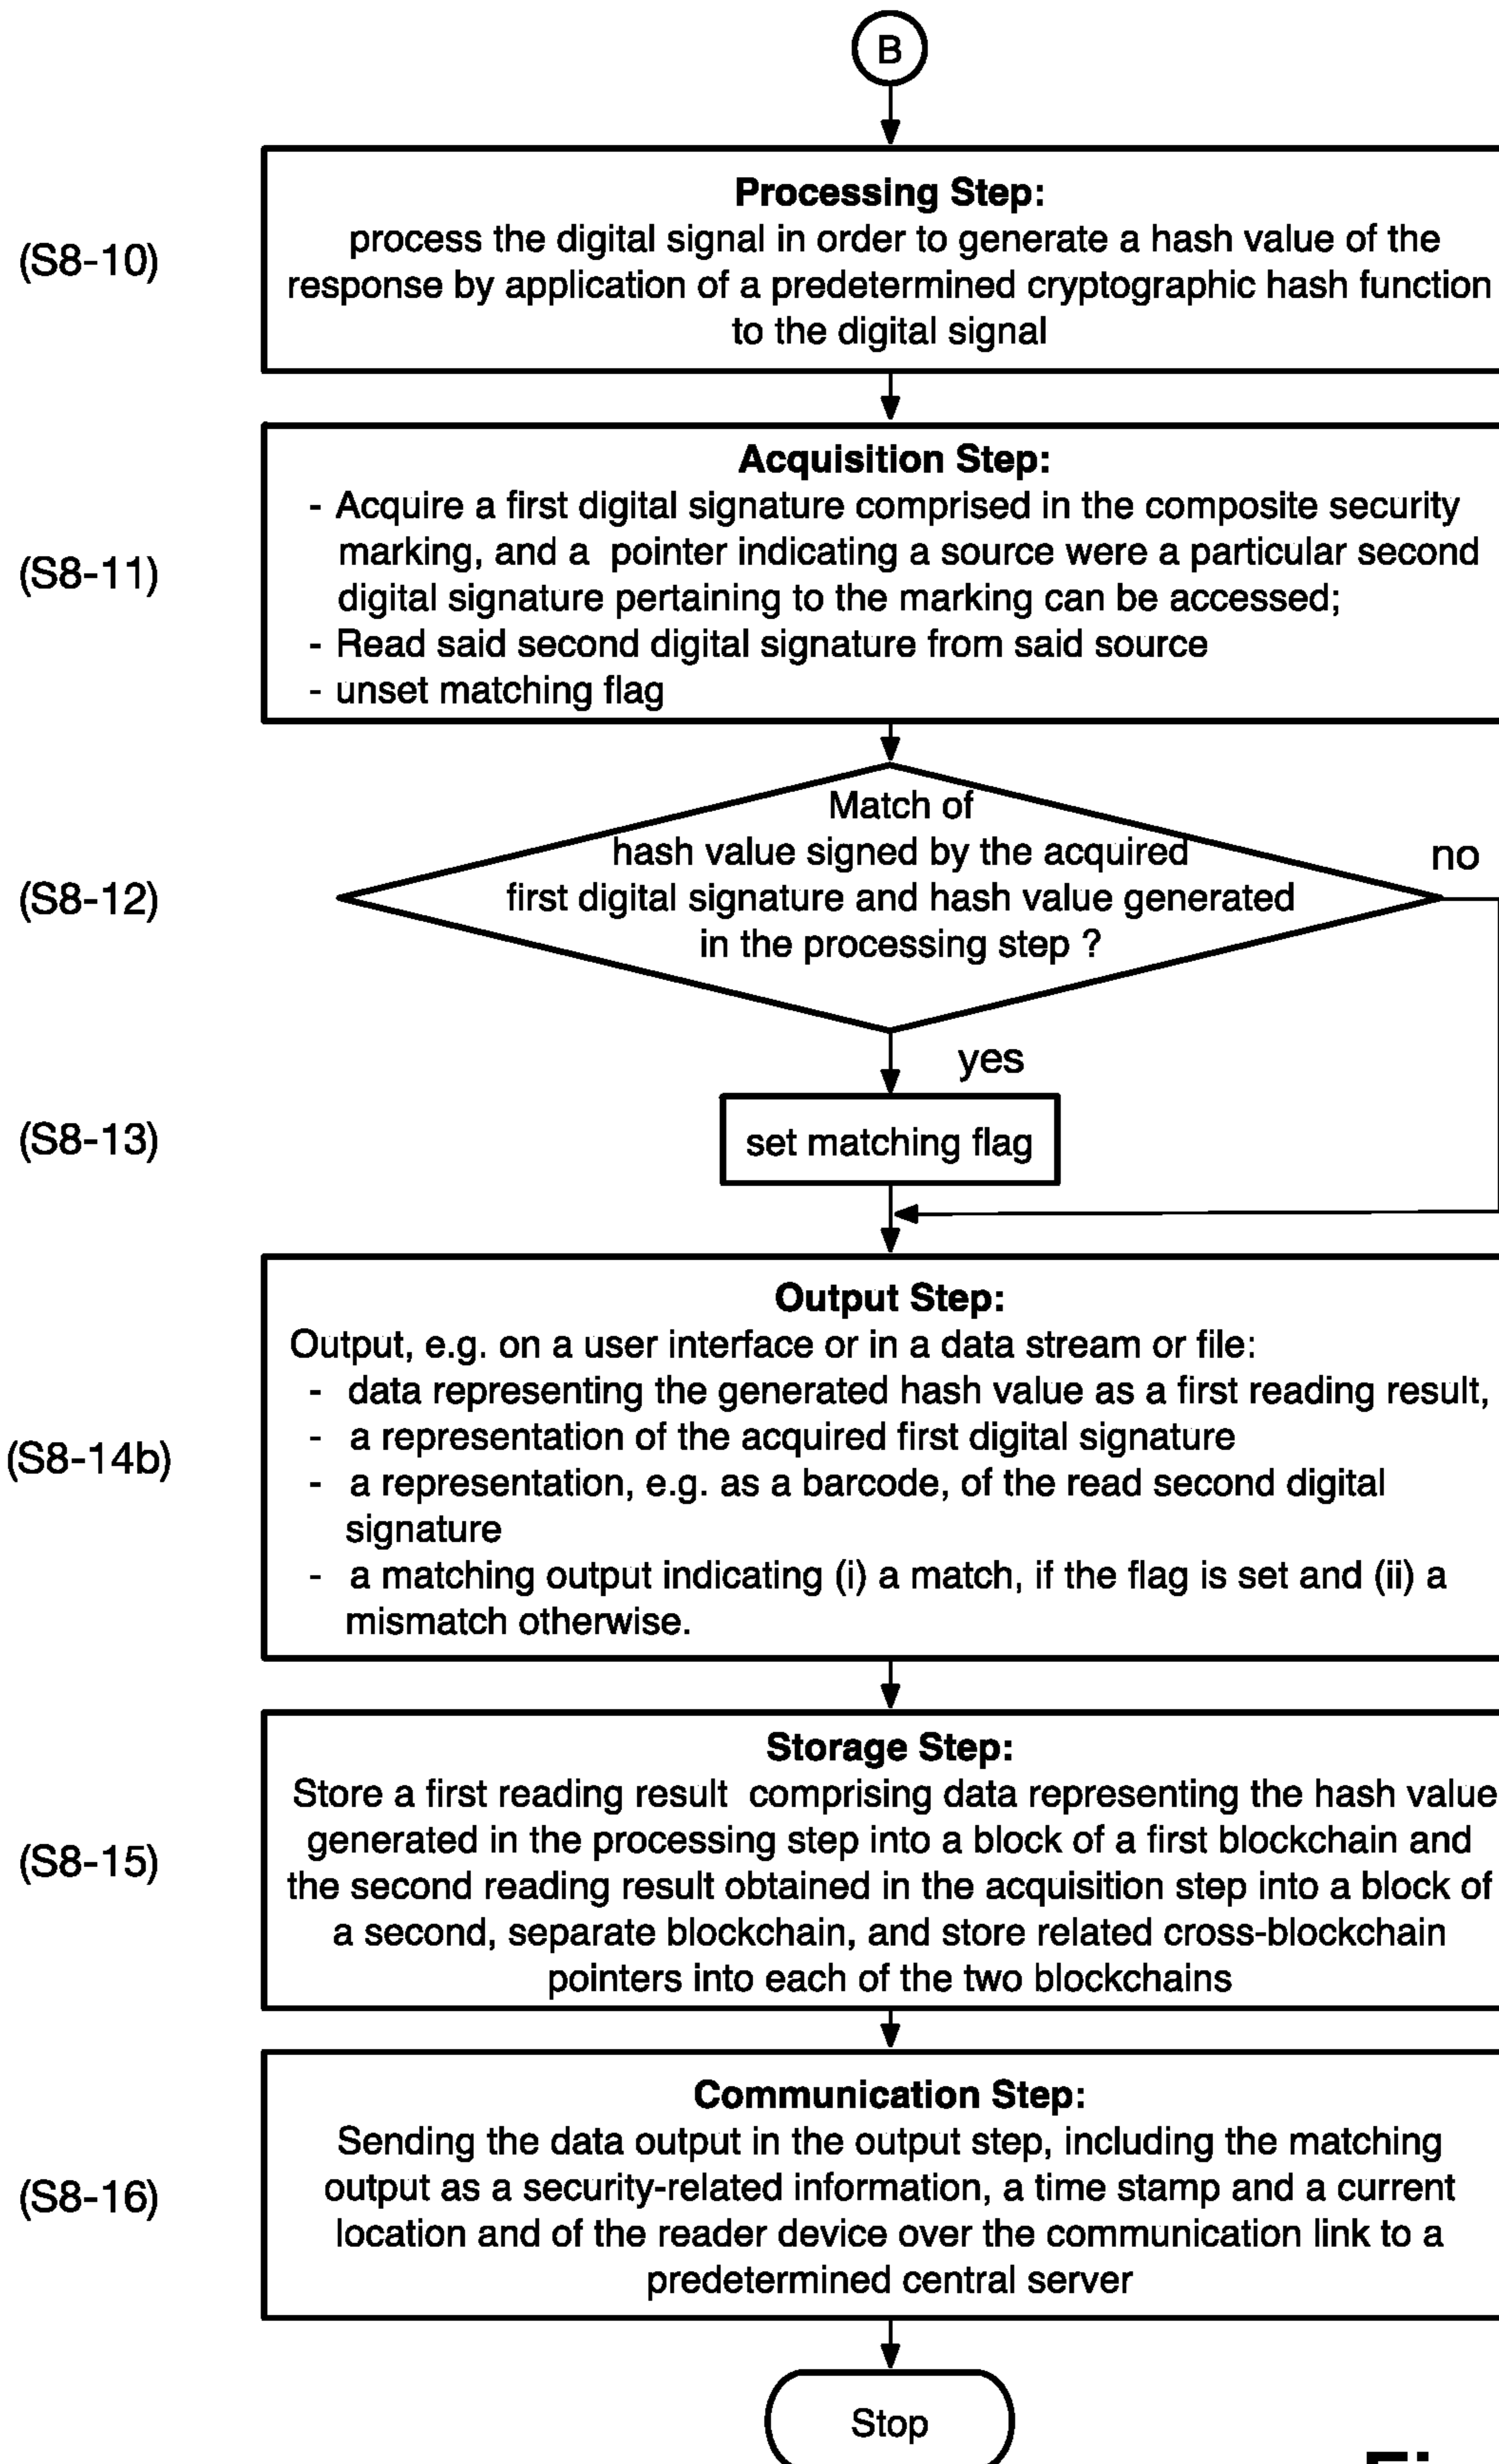 B
(S8-10)
Processing Step:
process the digital signal in order to generate a hash value of the
response by application of a predetermined cryptographic hash function
to the digital signal
(S8-11)
Acquisition Step:
- Acquire a first digital signature comprised in the composite security
marking, and a pointer indicating a source were a particular second
digital signature pertaining to the marking can be accessed;
- Read said second digital signature from said source
- unset matching flag
(S8-12)
Match of
hash value signed by the acquired
first digital signature and hash value generated
in the processing step ?
no
yes
(S8-13)
set matching flag
(S8-14b)
Output Step:
Output, e.g. on a user interface or in a data stream or file:
- data representing the generated hash value as a first reading result,
- a representation of the acquired first digital signature
- a representation, e.g. as a barcode, of the read second digital
signature
- a matching output indicating (i) a match, if the flag is set and (ii) a
mismatch otherwise.
(S8-15)
Storage Step:
Store a first reading result comprising data representing the hash value
generated in the processing step into a block of a first blockchain and
the second reading result obtained in the acquisition step into a block of
a second, separate blockchain, and store related cross-blockchain
pointers into each of the two blockchains
(S8-16)
Communication Step:
Sending the data output in the output step, including the matching
output as a security-related information, a time stamp and a current
location and of the reader device over the communication link to a
predetermined central server
Stop